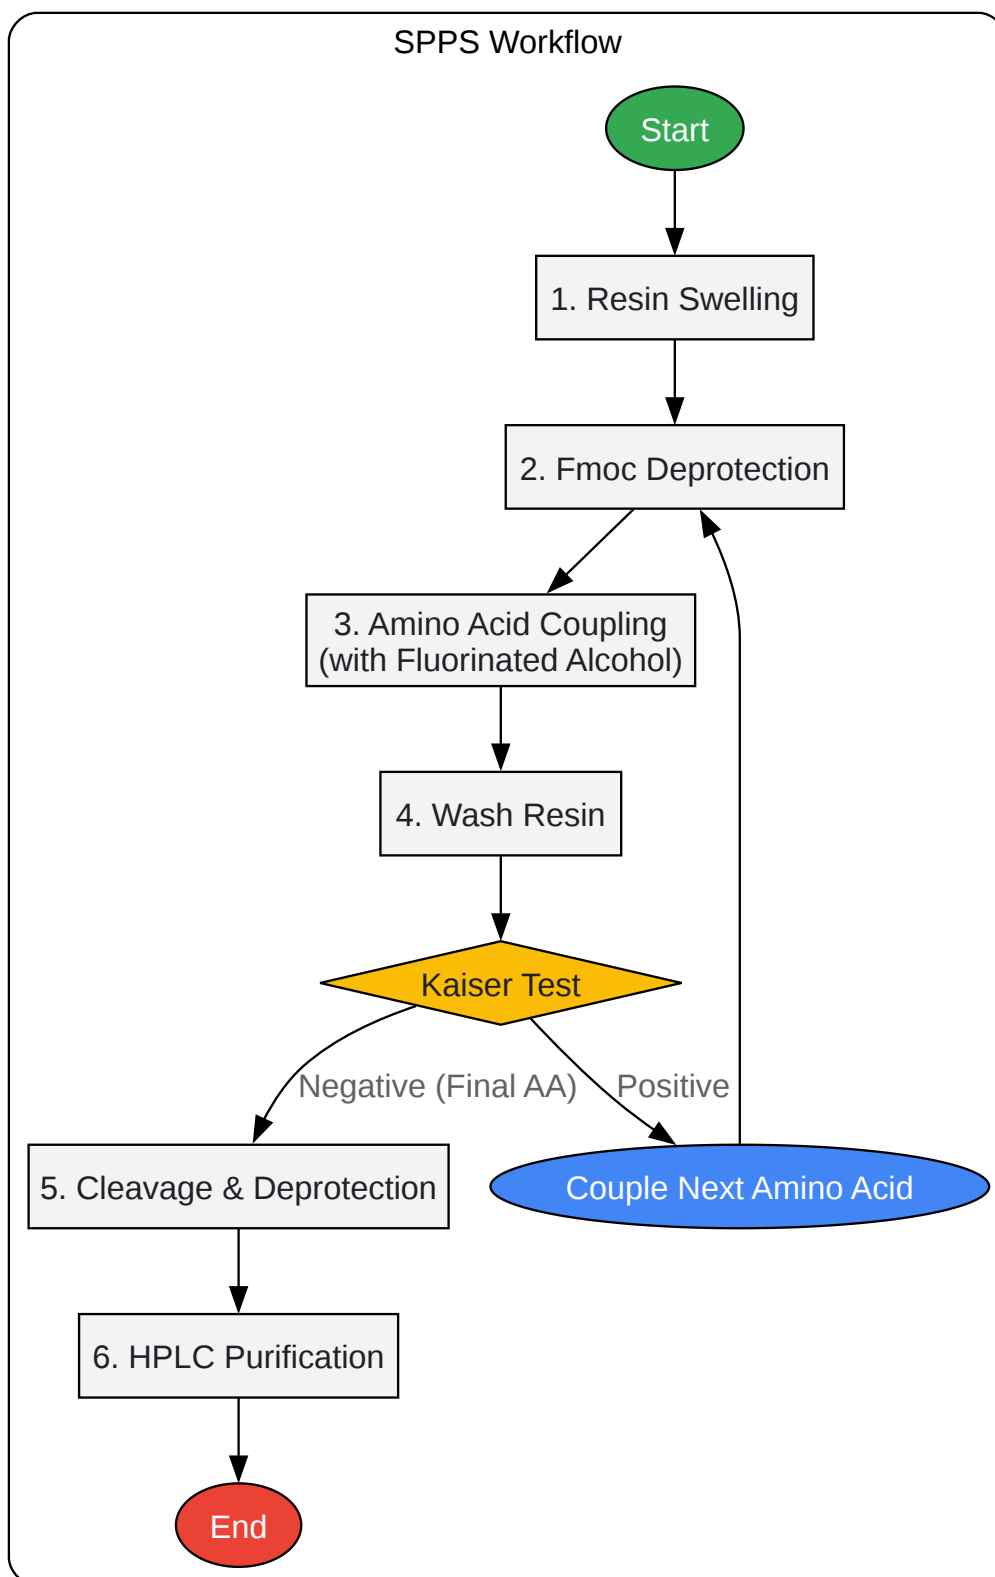 SPPS Workflow
Start
1. Resin Swelling
2. Fmoc Deprotection
3. Amino Acid Coupling
(with Fluorinated Alcohol)
4. Wash Resin
Kaiser Test
Negative (Final AA)
Positive
5. Cleavage & Deprotection
Couple Next Amino Acid
6. HPLC Purification
End